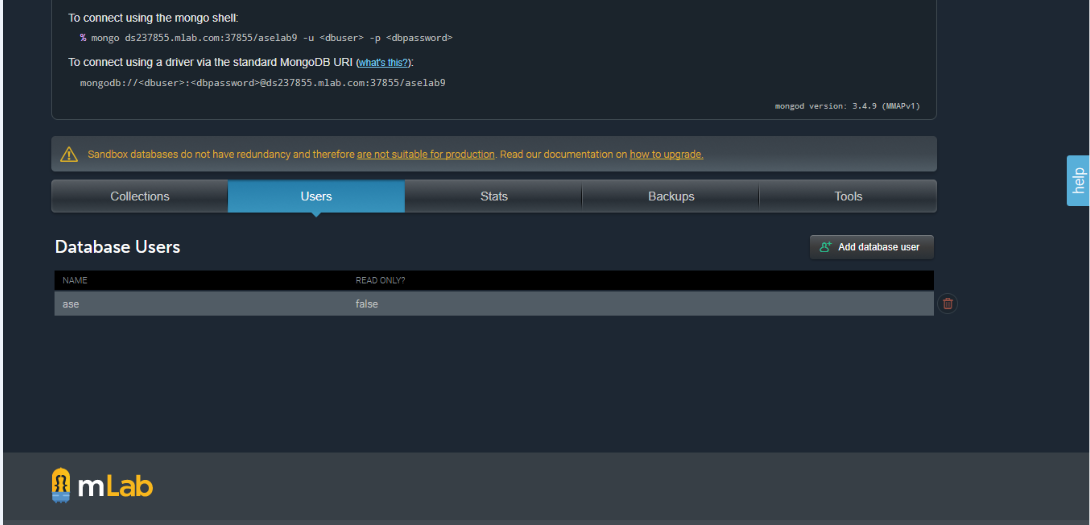 To connect using the mongo shell:
% mongo ds237855.mlab.com:37855/aselab9 -u <dbuser> -p <dbpassword>
To connect using a driver via the standard MongoDB URI (what's this?):
mongodb://<dbuser>:<dbpassword>@ds237855.mlab.com:37855/aselab9
mongod version: 3.4.9 (MMAPv1)
Sandbox databases do not have redundancy and therefore are not suitable for production. Read our documentation on how to upgrade.
help
Collections Users Stats Backups Tools
Database Users
Add database user
NAME READ ONLY?
ase false
mLab